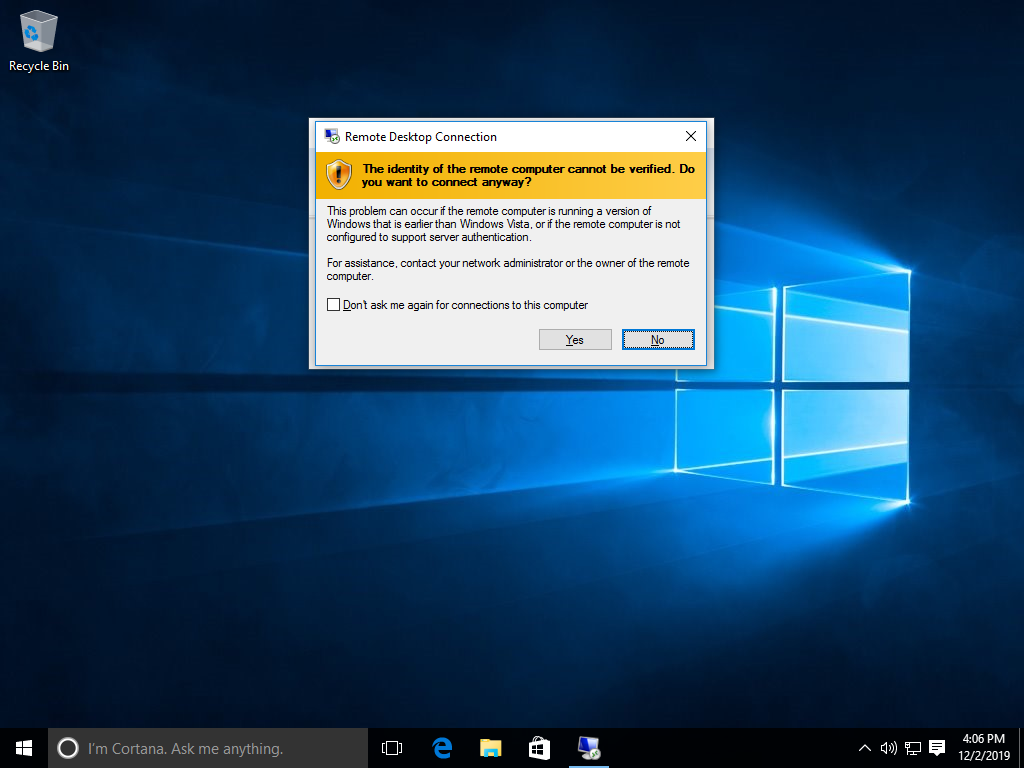 Recycle Bin
Remote Desktop Connection
The identity of the remote computer cannot be verified. Do
you want to connect anyway?
This problem can occur if the remote computer is running a version of
Windows that is earlier than Windows Vista, or if the remote computer is not
configured to support server authentication.
For assistance, contact your network administrator or the owner of the remote
computer.
Don't ask me again for connections to this computer
Yes
No
I'm Cortana. Ask me anything.
4:06 PM
12/2/2019